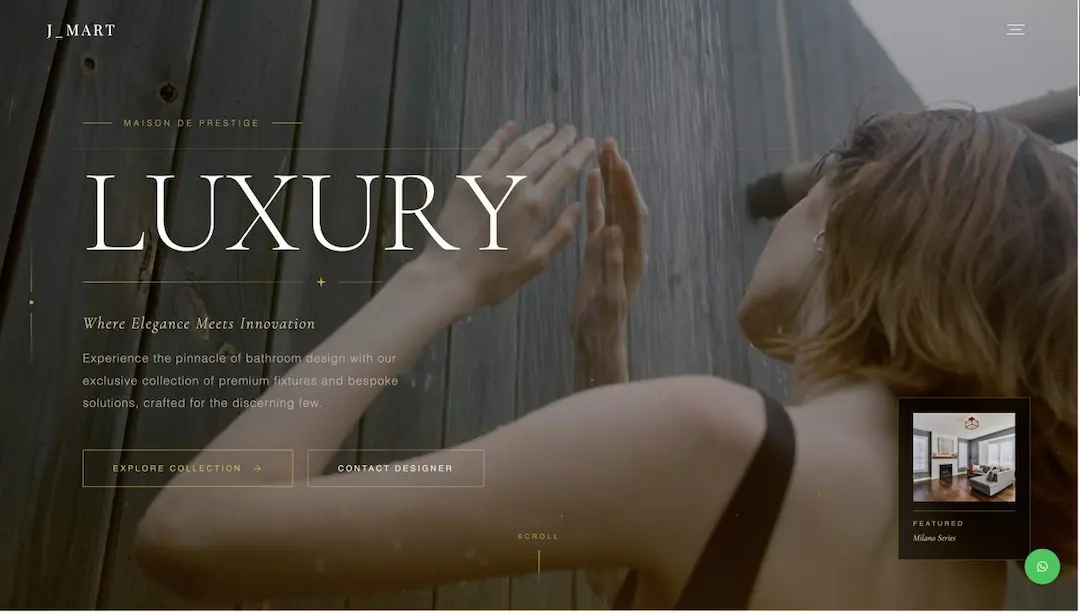 J_MART
MAISON DE PRESTIGE
LUXURY
Where Elegance Meets Innovation
Experience the pinnacle of bathroom design with our
exclusive collection of premium fixtures and bespoke
solutions, crafted for the discerning few.
EXPLORE COLLECTION →
CONTACT DESIGNER
SCROLL
FEATURED
Milano Series